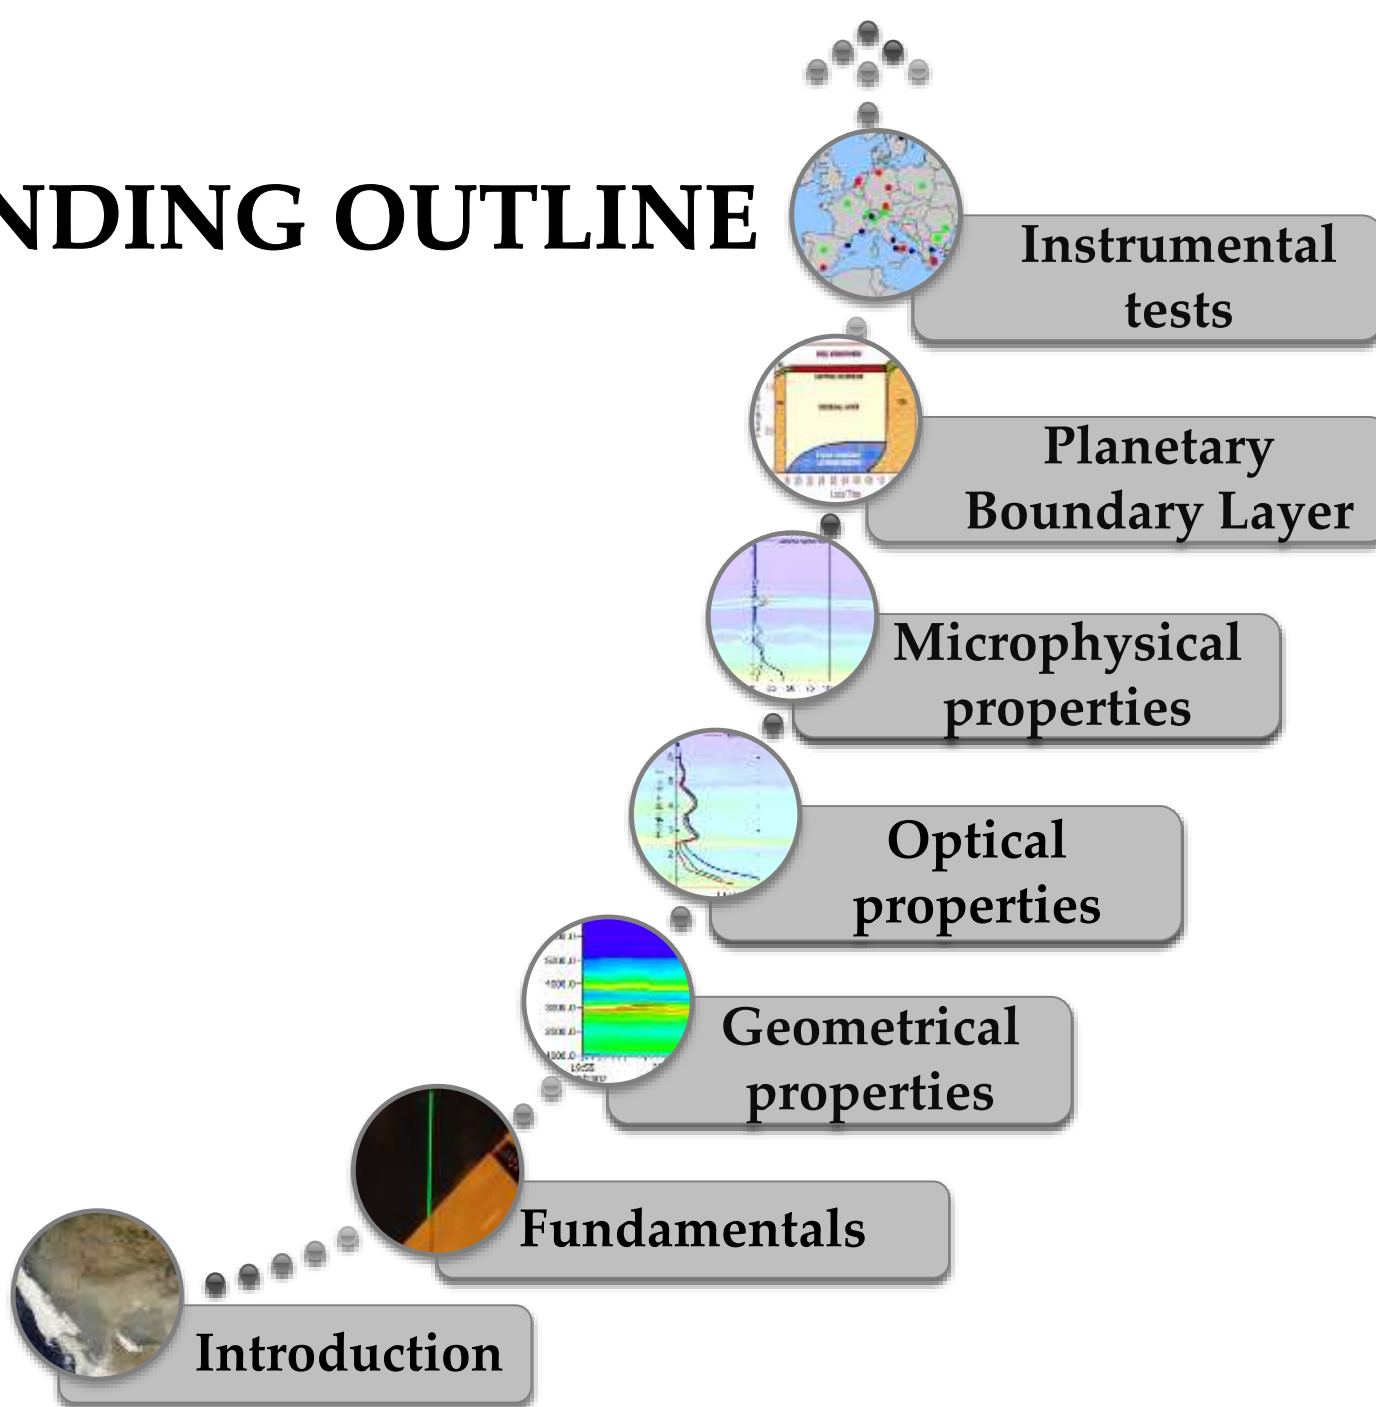 NDING OUTLINE
Instrumental
tests
Planetary
Boundary Layer
Microphysical
properties
Optical
properties
Geometrical
properties
Fundamentals
Introduction